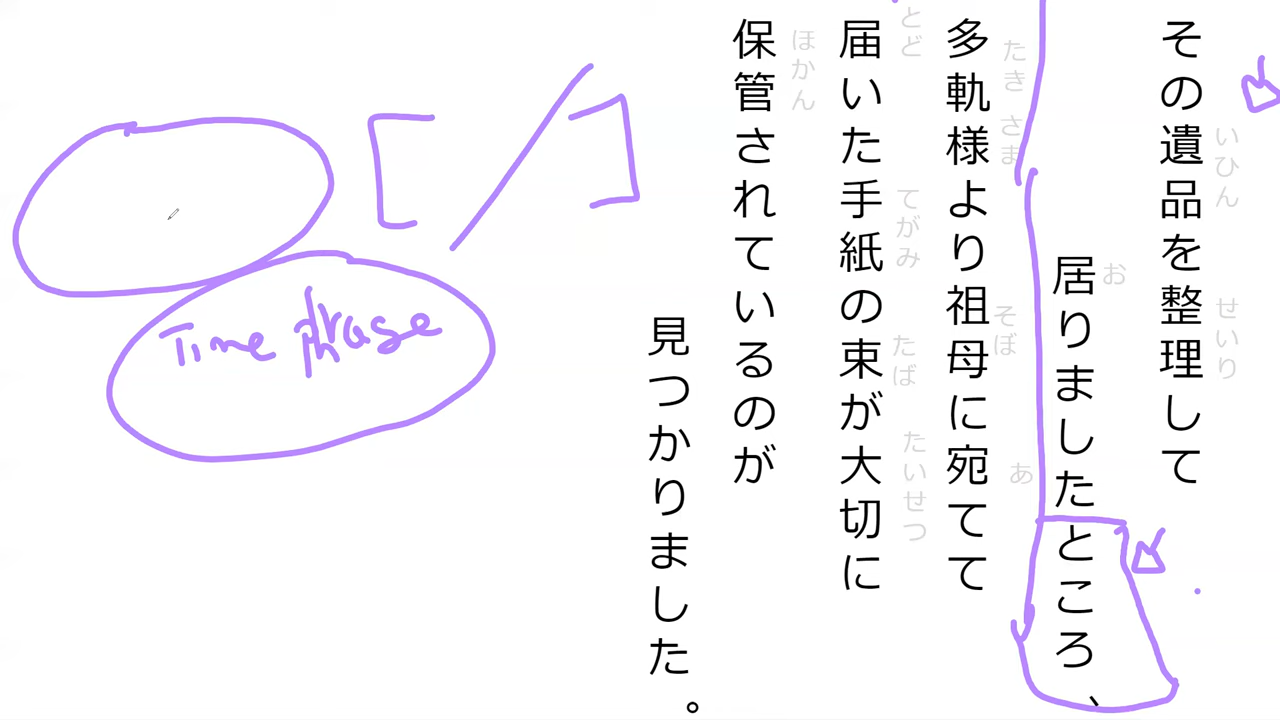 その遺品を整理して
いひん
せいり
居りましたところ、
お
多軌様より祖母に宛てて
たき さま
そぼ
あ
届いた手紙の束が大切に
とど
てがみ
たば
たいせつ
保管されているのが
ほかん
見つかりました。
Time phrase